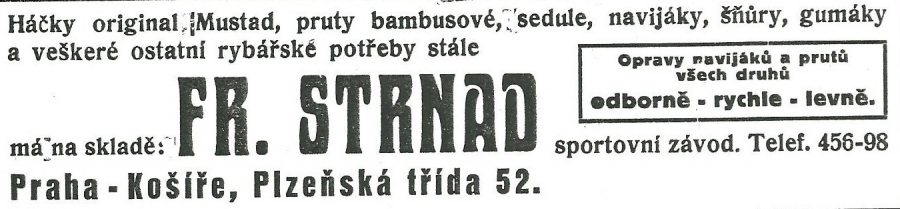 Háčky original Mustad, pruty bambusové, sedule, navijáky, šňůry, gumáky
a veškeré ostatní rybářské potřeby stále
má na skladě: FR. STRNAD sportovní závod. Telef. 456-98
Opravy navijáků a prutů
všech druhů
odborně - rychle - levně.
Praha - Košíře, Plzeňská třída 52.